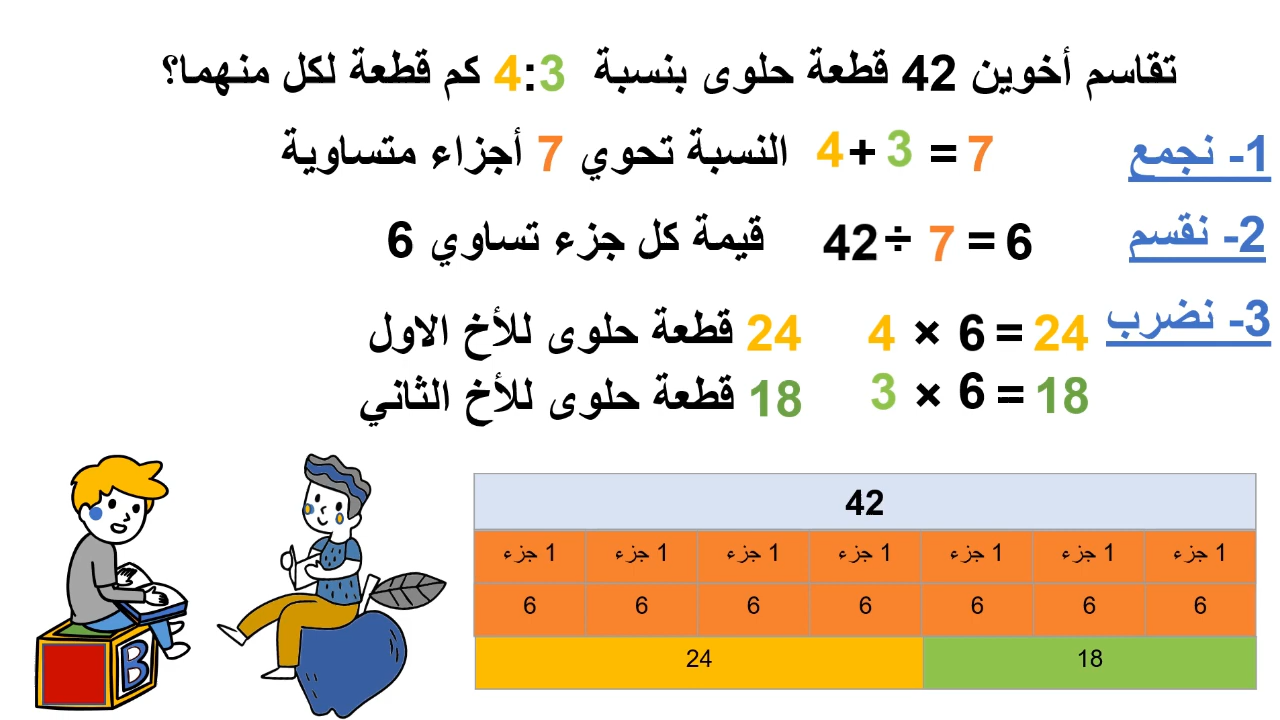 تقاسم أخوين 42 قطعة حلوى بنسبة 4:3 كم قطعة لكل منهما؟
1- نجمع
4 + 3 = 7
النسبة تحوي 7 أجزاء متساوية
2- نقسم
42 ÷ 7 = 6
قيمة كل جزء تساوي 6
3- نضرب
4 × 6 = 24
24 قطعة حلوى للأخ الاول
3 × 6 = 18
18 قطعة حلوى للأخ الثاني
42
1 جزء 1 جزء 1 جزء 1 جزء 1 جزء 1 جزء 1 جزء
6 6 6 6 6 6 6
24 18
B